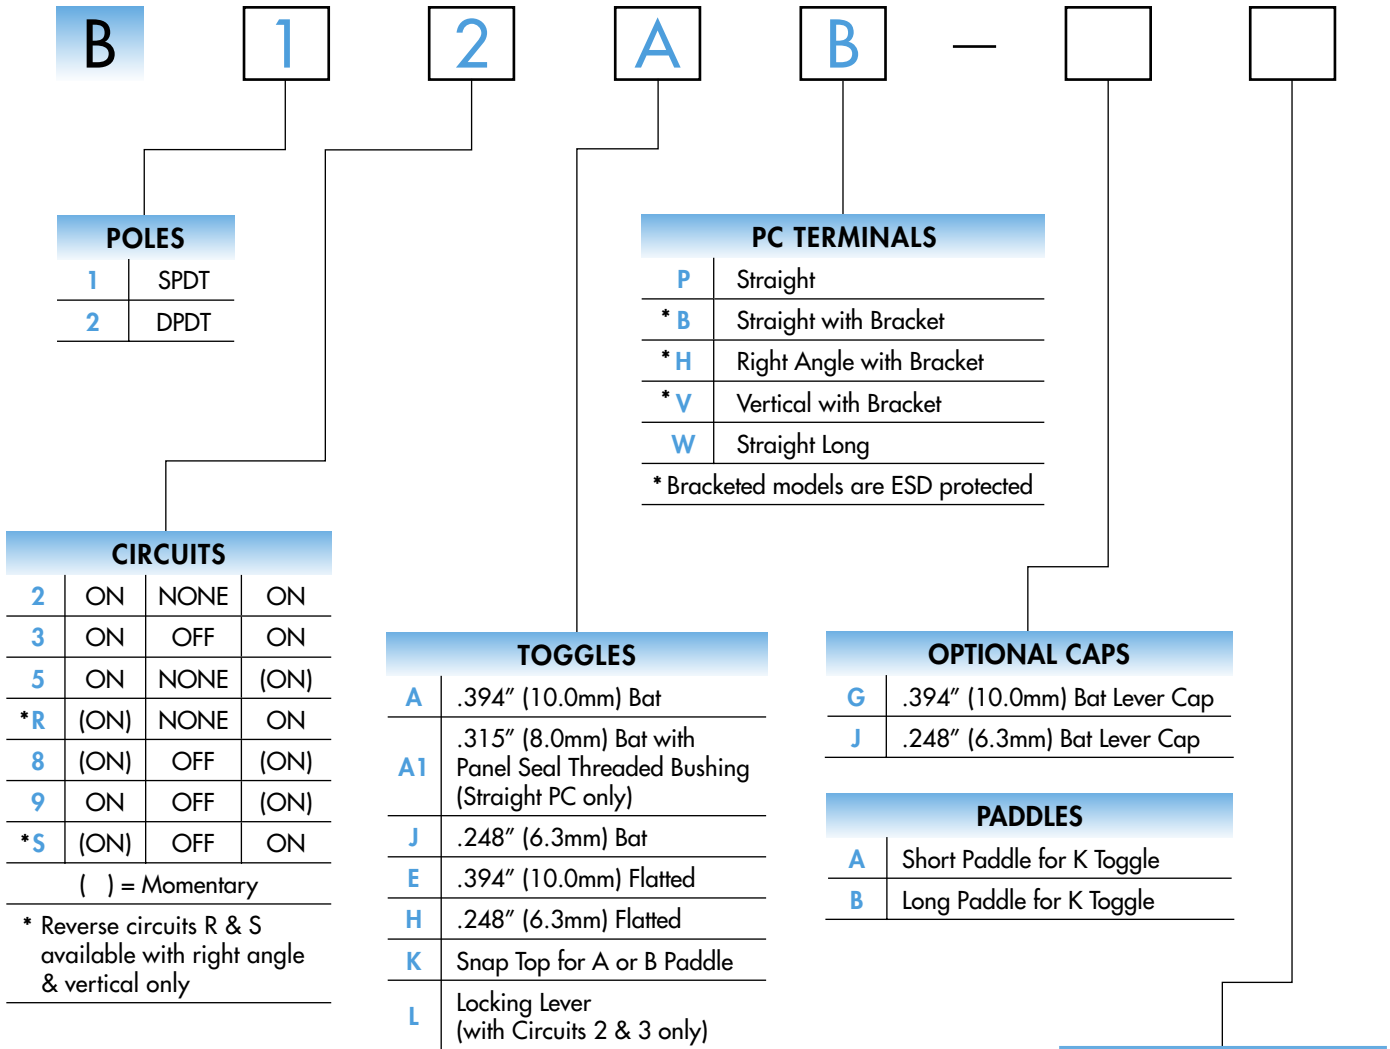 B 1 2 A B —
POLES
1 SPDT
2 DPDT
PC TERMINALS
P Straight
* B Straight with Bracket
* H Right Angle with Bracket
* V Vertical with Bracket
W Straight Long
* Bracketed models are ESD protected
CIRCUITS
2 ON NONE ON
3 ON OFF ON
5 ON NONE (ON)
*R (ON) NONE ON
8 (ON) OFF (ON)
9 ON OFF (ON)
*S (ON) OFF ON
( ) = Momentary
* Reverse circuits R & S
available with right angle
& vertical only
TOGGLES
A .394" (10.0mm) Bat
A1 .315" (8.0mm) Bat with
Panel Seal Threaded Bushing
(Straight PC only)
J .248" (6.3mm) Bat
E .394" (10.0mm) Flatted
H .248" (6.3mm) Flatted
K Snap Top for A or B Paddle
L Locking Lever
(with Circuits 2 & 3 only)
OPTIONAL CAPS
G .394" (10.0mm) Bat Lever Cap
J .248" (6.3mm) Bat Lever Cap
PADDLES
A Short Paddle for K Toggle
B Long Paddle for K Toggle